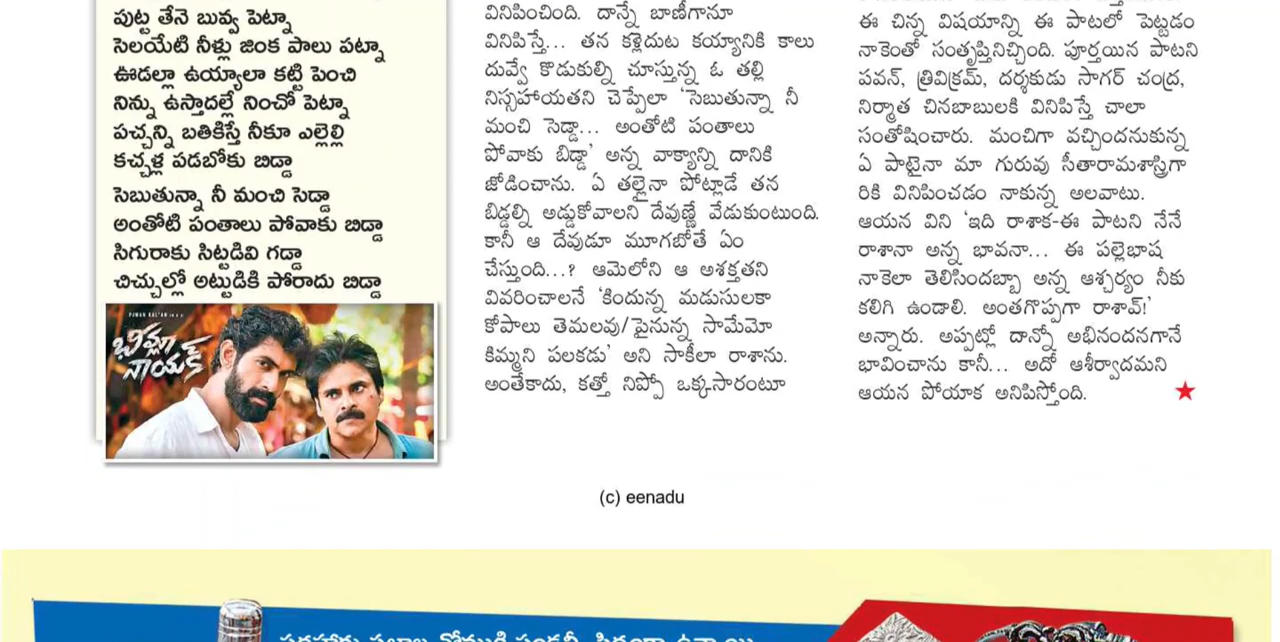 పుట్ట తేనె బువ్వ పెట్నా
సెలయేటి నీళ్లు జింక పాలు పట్నా
ఊడల్లా ఉయ్యాలా కట్టి పెంచి
నిన్ను ఉస్తాదల్లే నించో పెట్నా
పచ్చన్ని బతికిస్తే నీకూ ఎల్లెల్లి
కచ్చళ్ల పడబోకు బిడ్డా
సెబుతున్నా నీ మంచి సెడ్డా
అంతోటి పంతాలు పోవాకు బిడ్డా
సిగురాకు సిట్టడివి గడ్డా
చిచ్చుల్లో అట్టుడికి పోరాదు బిడ్డా
భీమ్లా
నాయక్
వినిపించింది. దాన్నే బాణీగానూ
వినిపిస్తే... తన కళ్లెదుట కయ్యానికి కాలు
దువ్వే కొడుకుల్ని చూస్తున్న ఓ తల్లి
నిస్సహాయతని చెప్పేలా ‘సెబుతున్నా నీ
మంచి సెడ్డా... అంతోటి పంతాలు
పోవాకు బిడ్డా’ అన్న వాక్యాన్ని దానికి
జోడించాను. ఏ తల్లైనా పోట్లాడే తన
బిడ్డల్ని అడ్డుకోవాలని దేవుణ్ణే వేడుకుంటుంది.
కానీ ఆ దేవుడూ మూగబోతే ఏం
చేస్తుంది...? ఆమెలోని ఆ అశక్తతని
వివరించాలనే ‘కిందున్న మడుసులకా
కోపాలు తెమలవు/పైనున్న సామేమో
కిమ్మని పలకడు’ అని సాకీలా రాశాను.
అంతేకాదు, కత్తో నిప్పో ఒక్కసారంటూ
ఈ చిన్న విషయాన్ని ఈ పాటలో పెట్టడం
నాకెంతో సంతృప్తినిచ్చింది. పూర్తయిన పాటని
పవన్, త్రివిక్రమ్, దర్శకుడు సాగర్ చంద్ర,
నిర్మాత చినబాబులకి వినిపిస్తే చాలా
సంతోషించారు. మంచిగా వచ్చిందనుకున్న
ఏ పాటైనా మా గురువు సీతారామశాస్త్రిగా
రికి వినిపించడం నాకున్న అలవాటు.
ఆయన విని ‘ఇది రాశాక-ఈ పాటని నేనే
రాశానా అన్న భావనా... ఈ పల్లెభాష
నాకెలా తెలిసిందబ్బా అన్న ఆశ్చర్యం నీకు
కలిగి ఉండాలి. అంతగొప్పగా రాశావ్!’
అన్నారు. అప్పట్లో దాన్నో అభినందనగానే
భావించాను కానీ... అదో ఆశీర్వాదమని
ఆయన పోయాక అనిపిస్తోంది.
(c) eenadu